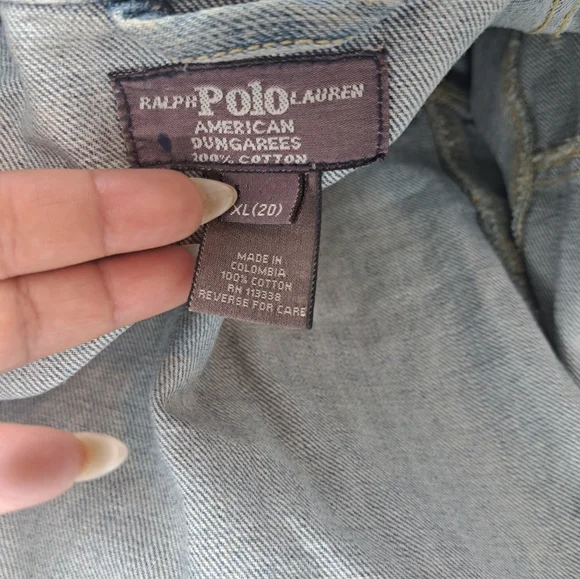 RALPH Polo LAUREN
AMERICAN
DUNGAREES
100% COTTON
XL(20)
MADE IN
COLOMBIA
100% COTTON
RN 113338
REVERSE FOR CARE